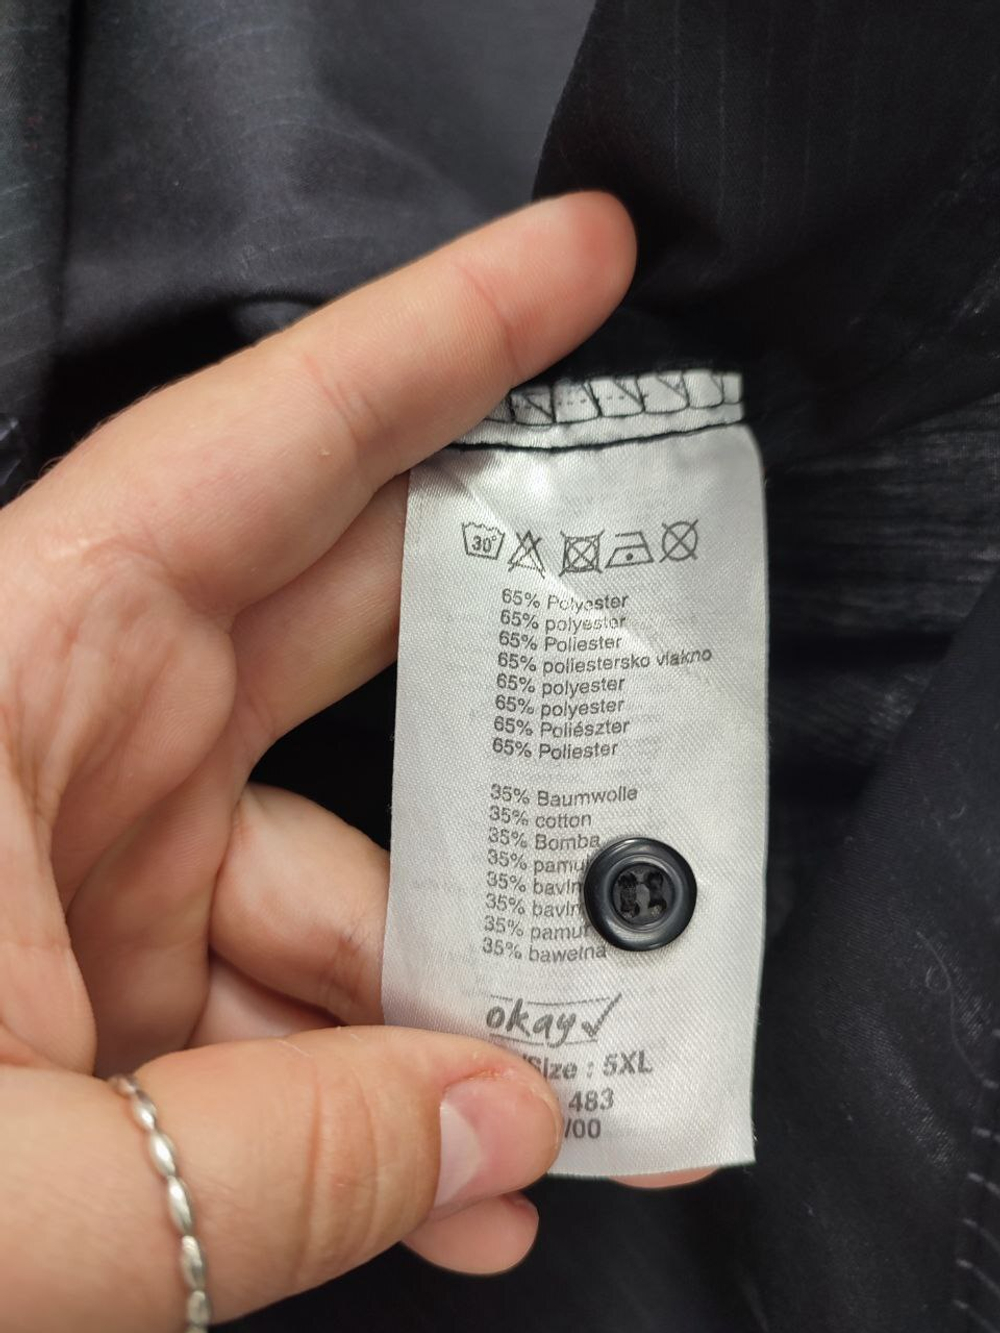 30°
65% Polyester
65% polyester
65% Poliester
65% poliestersko vlakno
65% polyester
65% polyester
65% Poliészter
65% Poliester
35% Baumwolle
35% cotton
35% Bomba
35% pamu
35% bavln
35% bavln
35% pamut
35% bawełna
okay
/Size : 5XL
483
/00